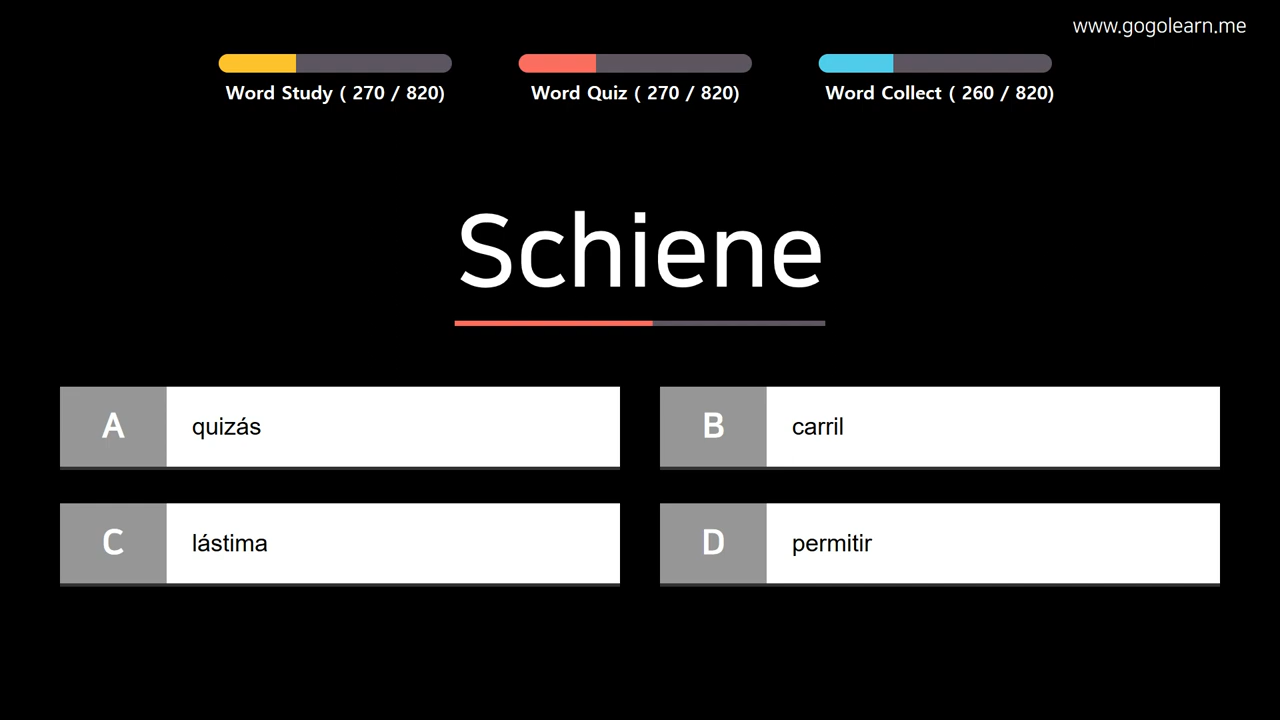 www.gogolearn.me
Word Study ( 270 / 820)
Word Quiz ( 270 / 820)
Word Collect ( 260 / 820)
Schiene
A quizás
B carril
C lástima
D permitir